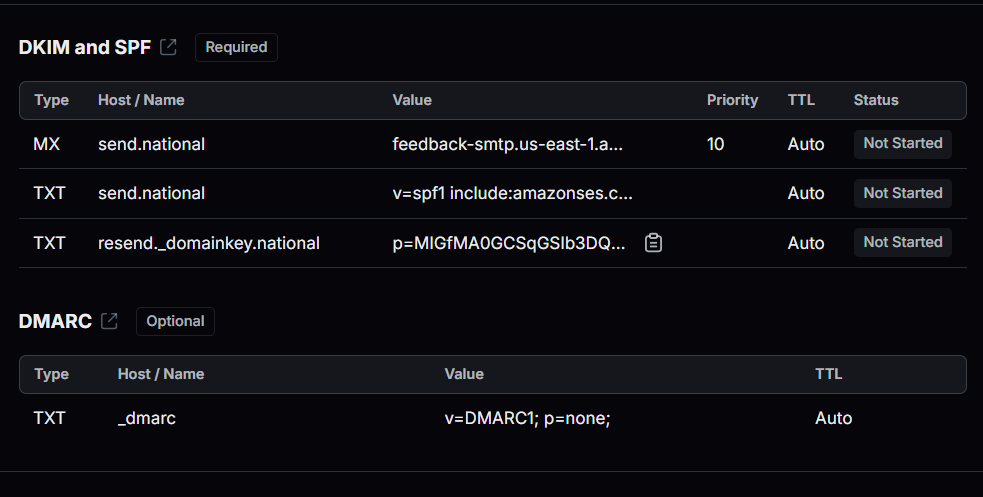 DKIM and SPF Required
Type Host / Name Value Priority TTL Status
MX send.national feedback-smtp.us-east-1.a... 10 Auto Not Started
TXT send.national v=spf1 include:amazonses.c... Auto Not Started
TXT resend._domainkey.national p=MIGfMA0GCSqGSIb3DQ... Auto Not Started
DMARC Optional
Type Host / Name Value TTL
TXT _dmarc v=DMARC1; p=none; Auto